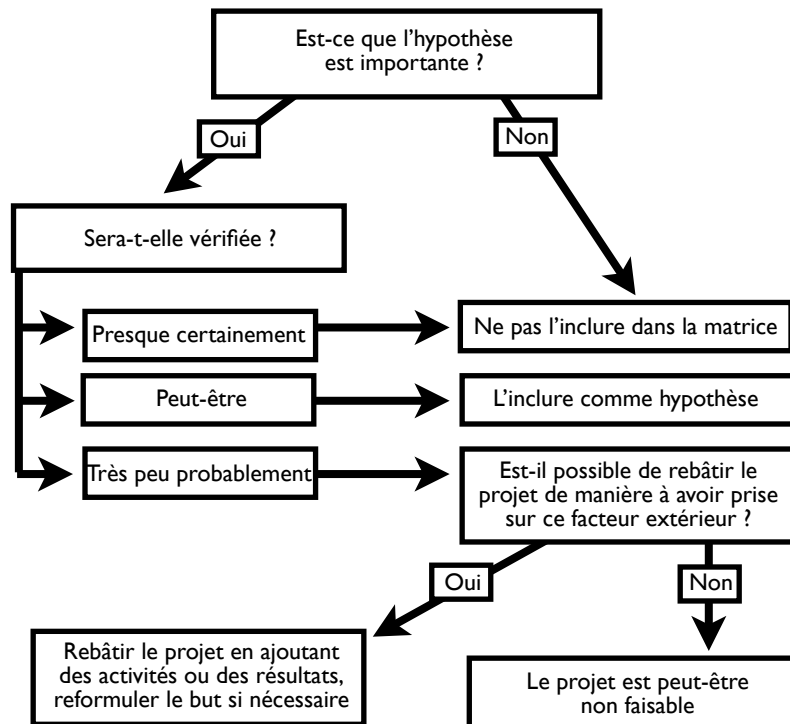 Est-ce que l’hypothèse
est importante ?
Oui
Non
Sera-t-elle vérifiée ?
Presque certainement
Ne pas l’inclure dans la matrice
Peut-être
L’inclure comme hypothèse
Très peu probablement
Est-il possible de rebâtir le
projet de manière à avoir prise
sur ce facteur extérieur ?
Oui
Non
Rebâtir le projet en ajoutant
des activités ou des résultats,
reformuler le but si nécessaire
Le projet est peut-être
non faisable